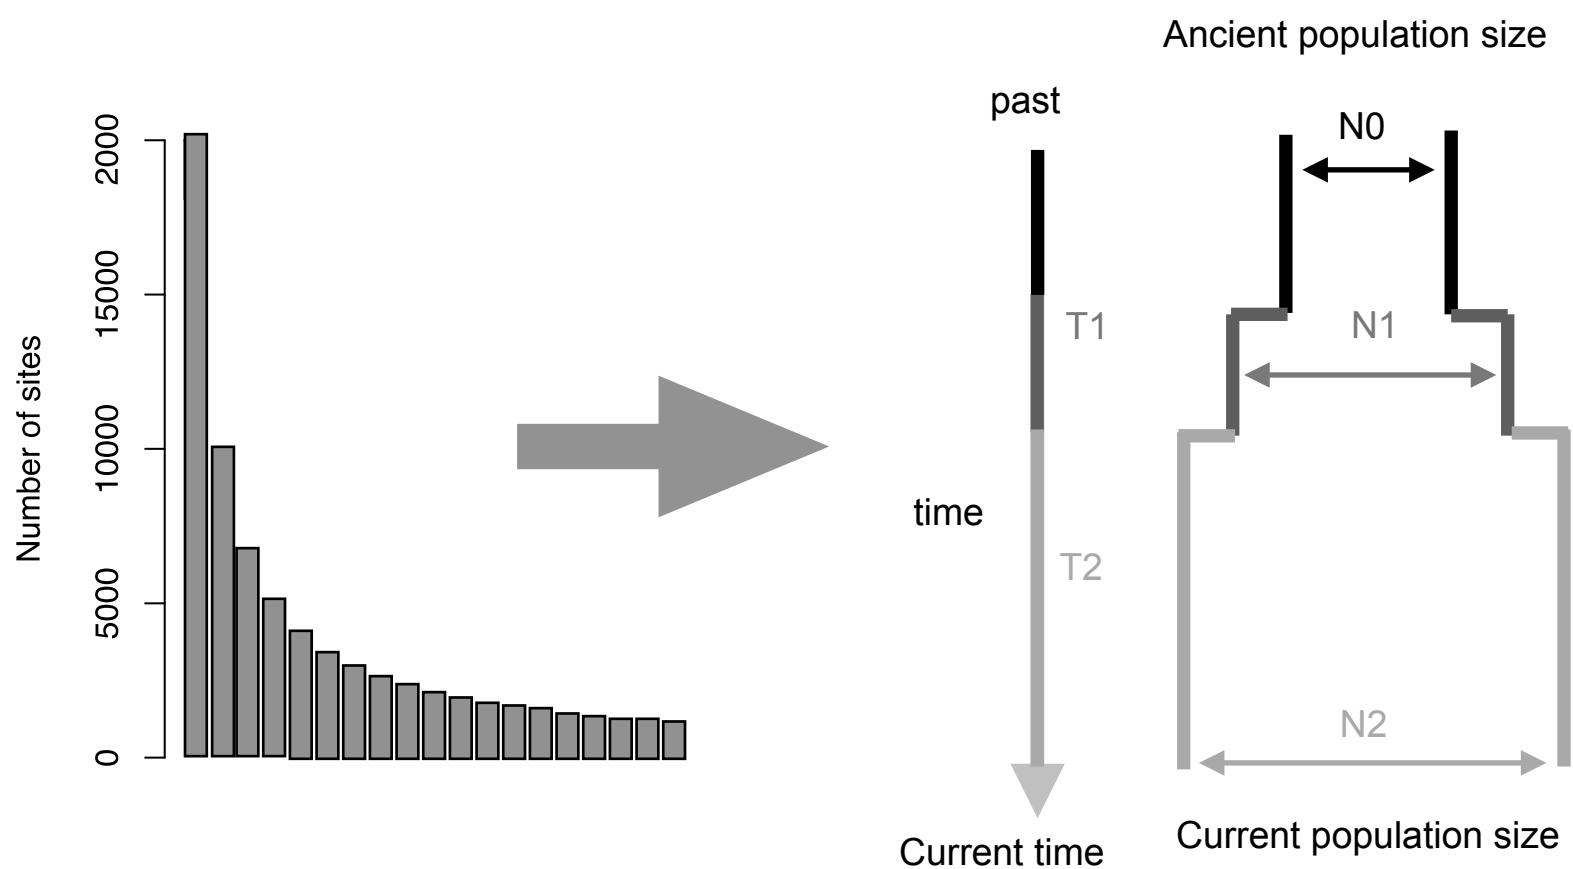 Ancient population size
past
N0
2000
15000
10000
5000
0
Number of sites
T1
N1
time
T2
N2
Current time
Current population size